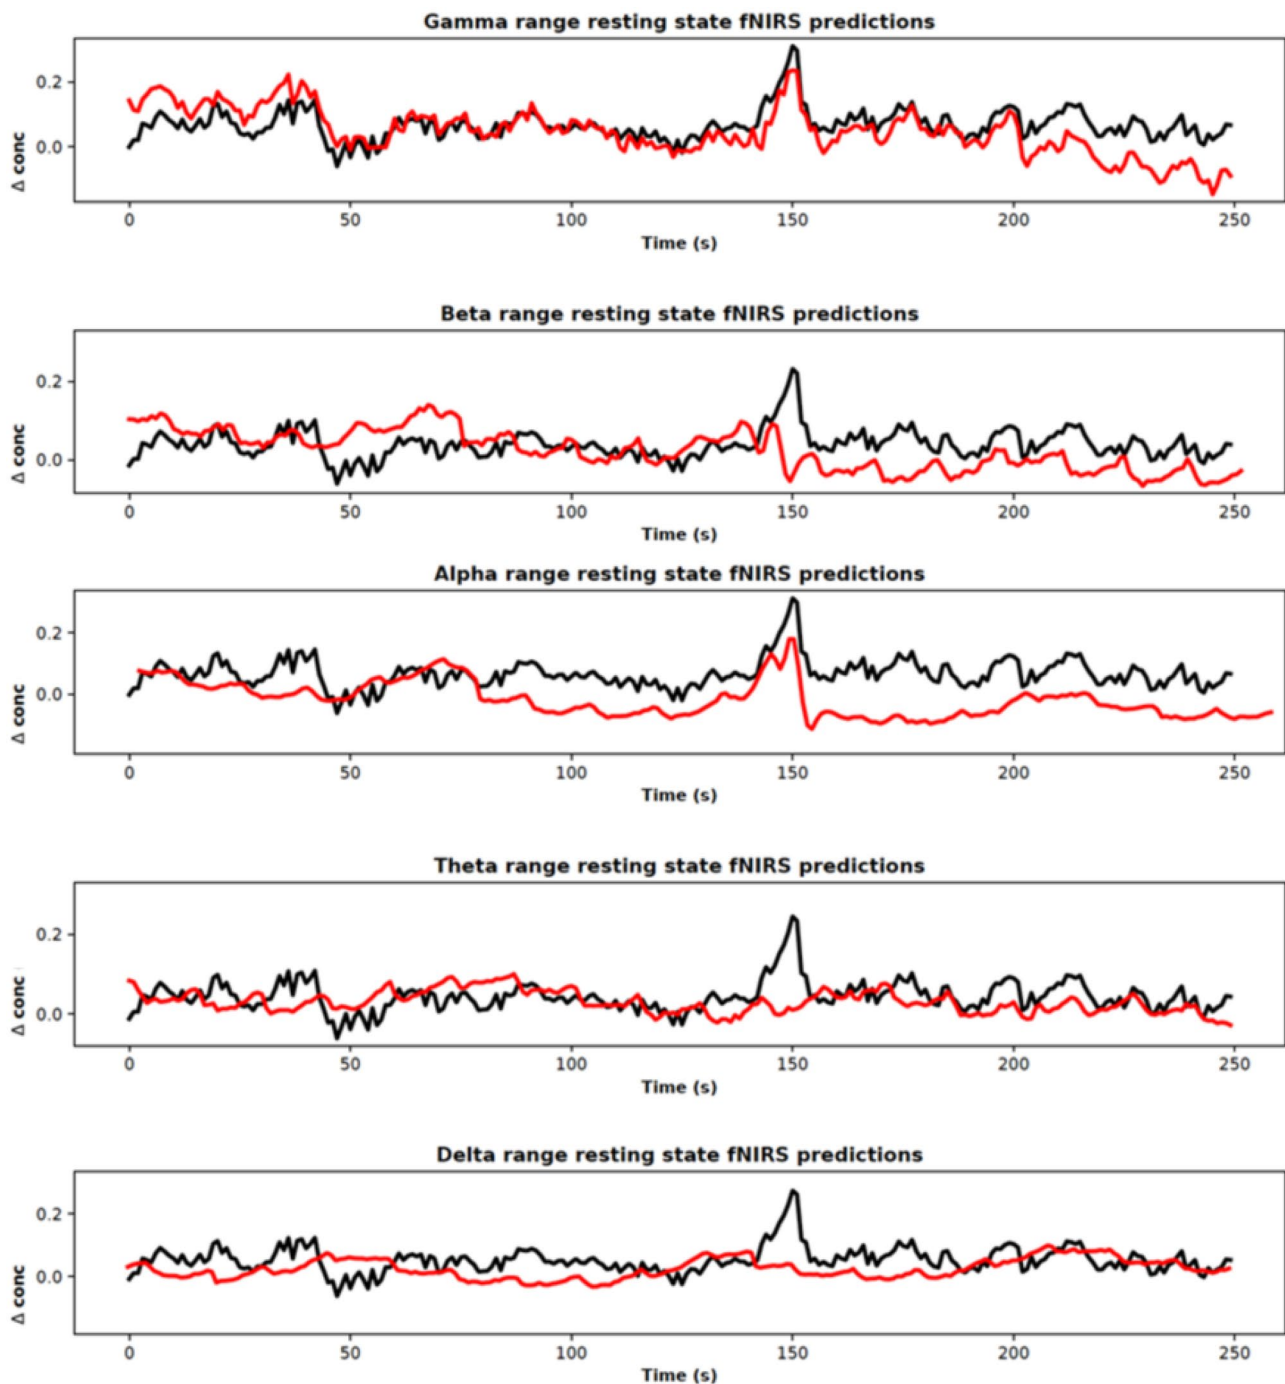 Gamma range resting state fNIRS predictions
0.2
0.0
Δ conc
0 50 100 150 200 250
Time (s)
Beta range resting state fNIRS predictions
0.2
0.0
Δ conc
0 50 100 150 200 250
Time (s)
Alpha range resting state fNIRS predictions
0.2
0.0
Δ conc
0 50 100 150 200 250
Time (s)
Theta range resting state fNIRS predictions
0.2
0.0
Δ conc
0 50 100 150 200 250
Time (s)
Delta range resting state fNIRS predictions
0.2
0.0
Δ conc
0 50 100 150 200 250
Time (s)